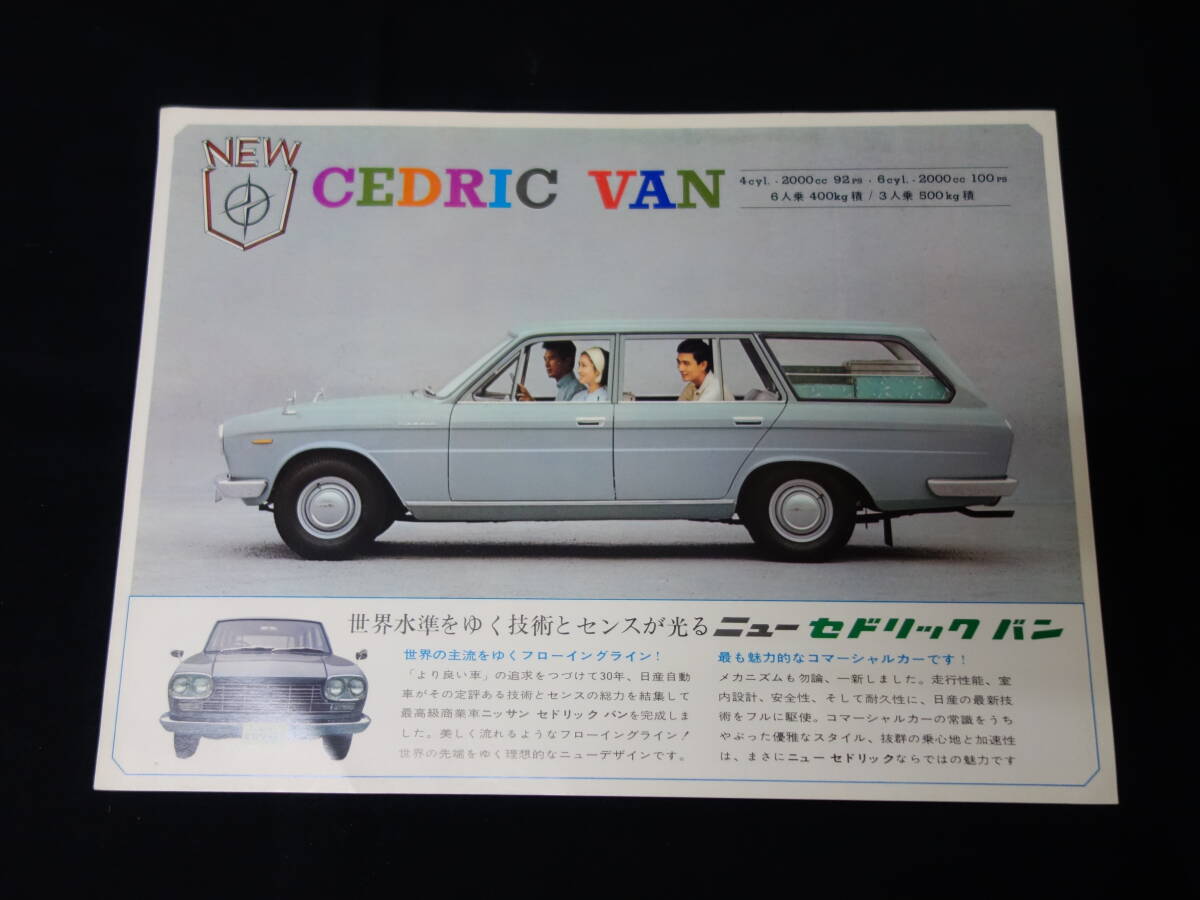 NEW
CEDRIC VAN
4cyl. - 2000cc 92PS · 6cyl. - 2000cc 100PS
6人乗 400kg積 / 3人乗 500kg積
世界水準をゆく技術とセンスが光る ニュー セドリック バン
世界の主流をゆくフローイングライン！
「より良い車」の追求をつづけて30年、日産自動
車がその定評ある技術とセンスの総力を結集して
最高級商業車ニッサン セドリック バンを完成しま
した。美しく流れるようなフローイングライン！
世界の先端をゆく理想的なニューデザインです。
最も魅力的なコマーシャルカーです！
メカニズムも勿論、一新しました。走行性能、室
内設計、安全性、そして耐久性に、日産の最新技
術をフルに駆使。コマーシャルカーの常識をうち
やぶった優雅なスタイル、抜群の乗心地と加速性
は、まさにニュー セドリックならではの魅力です